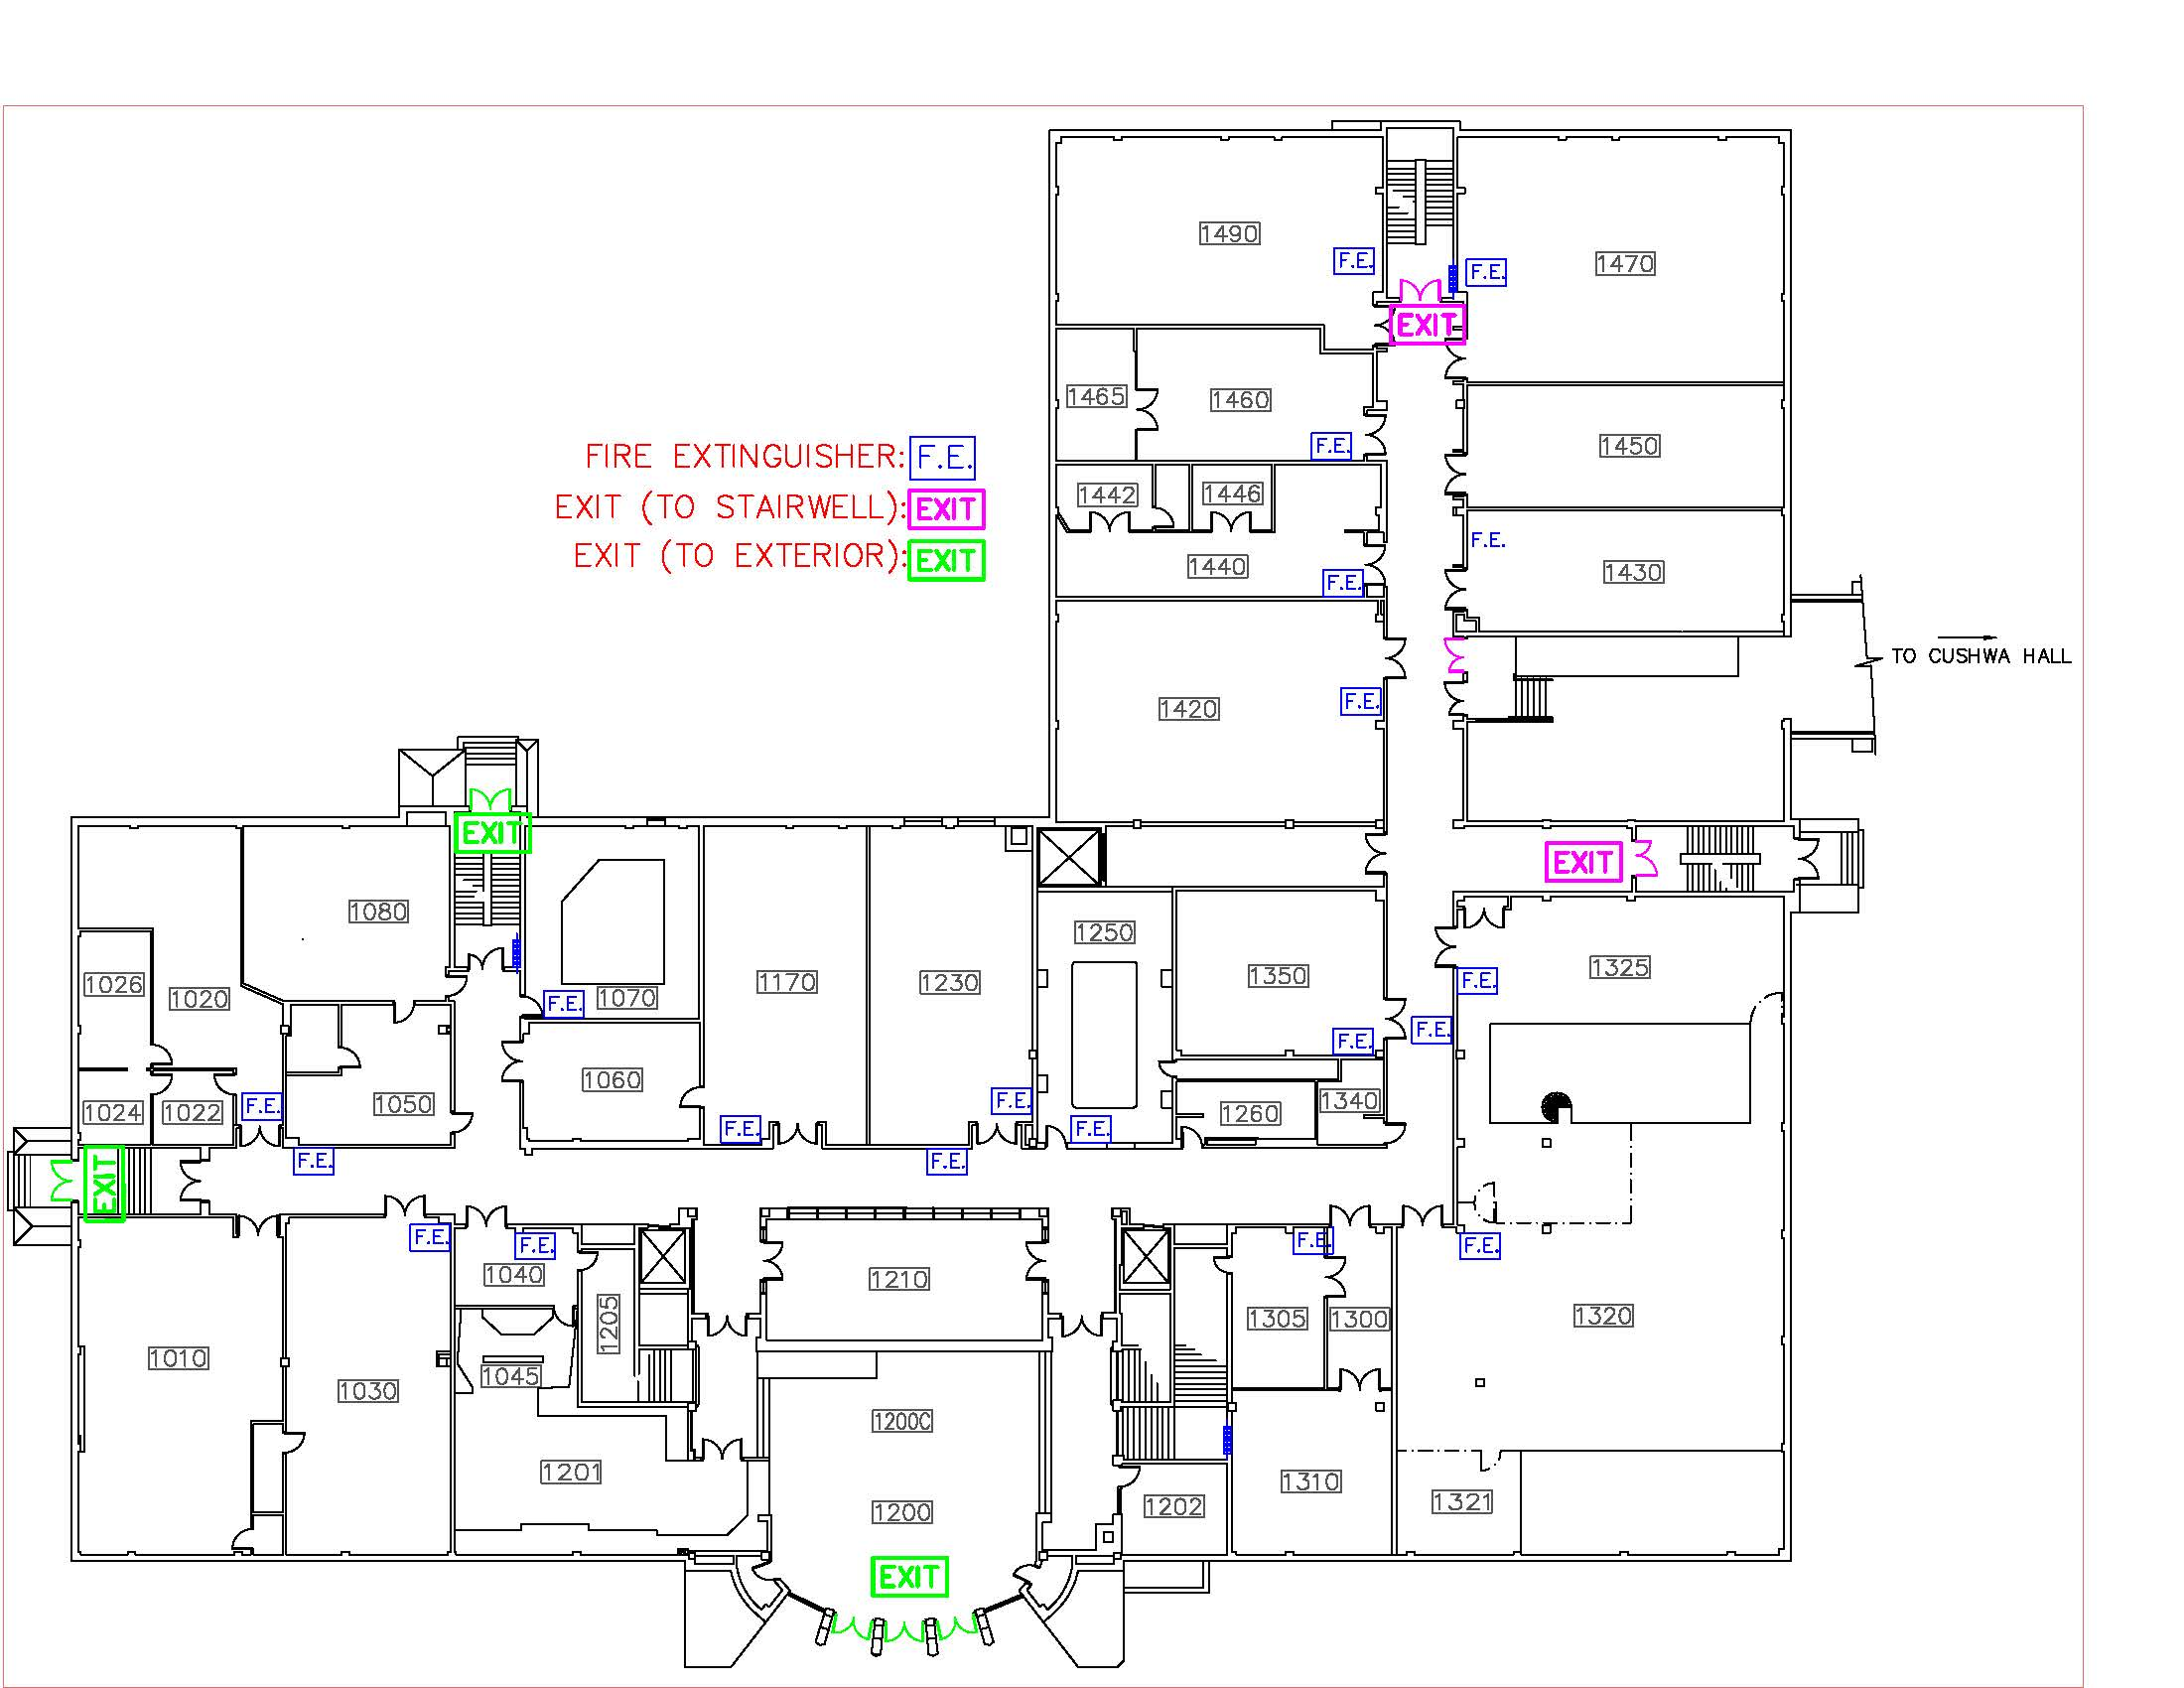 1490
F.E.
F.E.
1470
EXIT
1465
1460
F.E.
1450
FIRE EXTINGUISHER: F.E.
EXIT (TO STAIRWELL): EXIT
EXIT (TO EXTERIOR): EXIT
1442
1446
1440
F.E.
F.E.
1430
TO CUSHWA HALL
1420
F.E.
EXIT
EXIT
1080
1250
1026
1020
F.E.
1070
1170
1230
1350
1325
F.E.
F.E.
F.E.
1060
1024
1022
F.E.
1050
F.E.
F.E.
F.E.
1260
1340
EXIT
F.E.
F.E.
F.E.
F.E.
F.E.
F.E.
1040
1205
1210
1305
1300
1320
1010
1030
1045
1200C
1201
1200
1202
1310
1321
EXIT